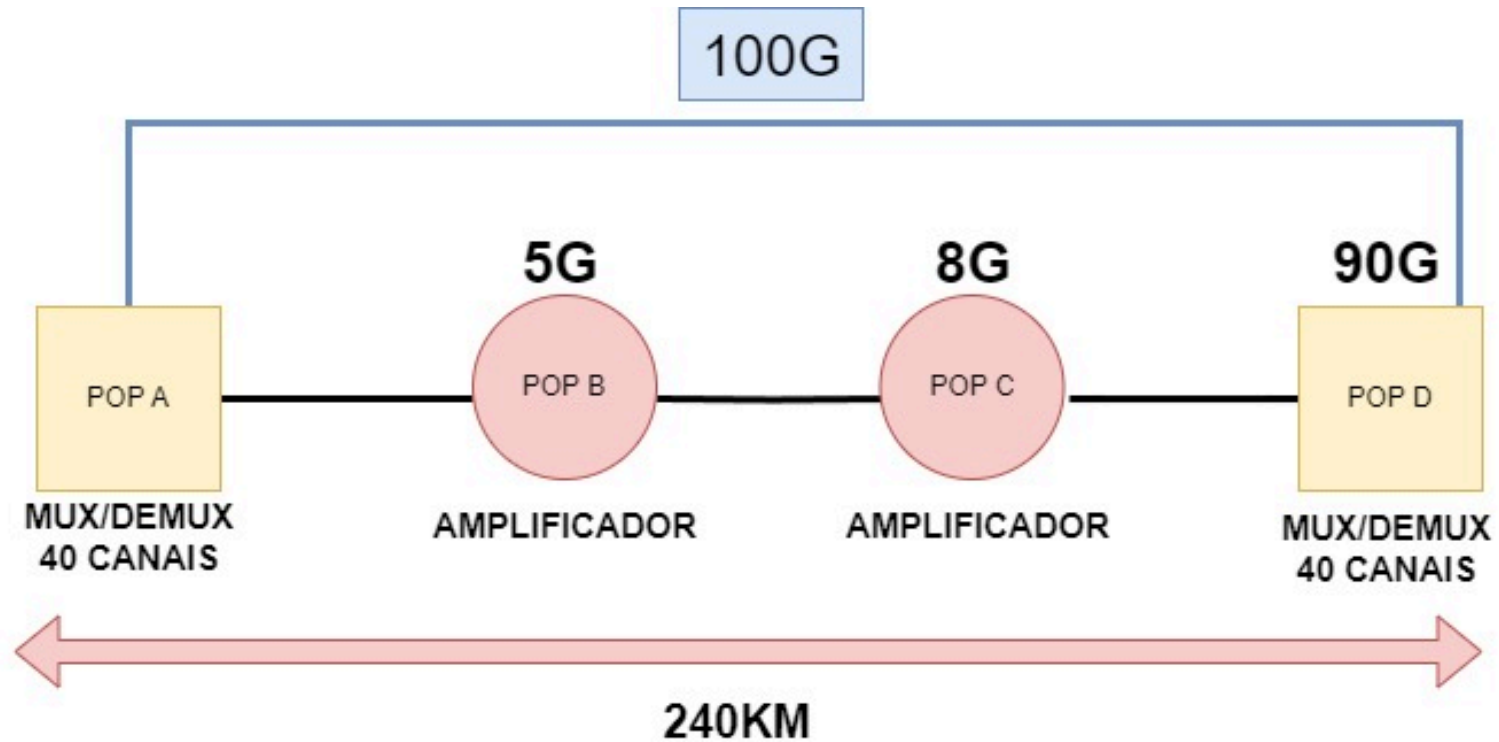 100G
5G
8G
90G
POP A
POP B
POP C
POP D
MUX/DEMUX
40 CANAIS
AMPLIFICADOR
AMPLIFICADOR
MUX/DEMUX
40 CANAIS
240KM